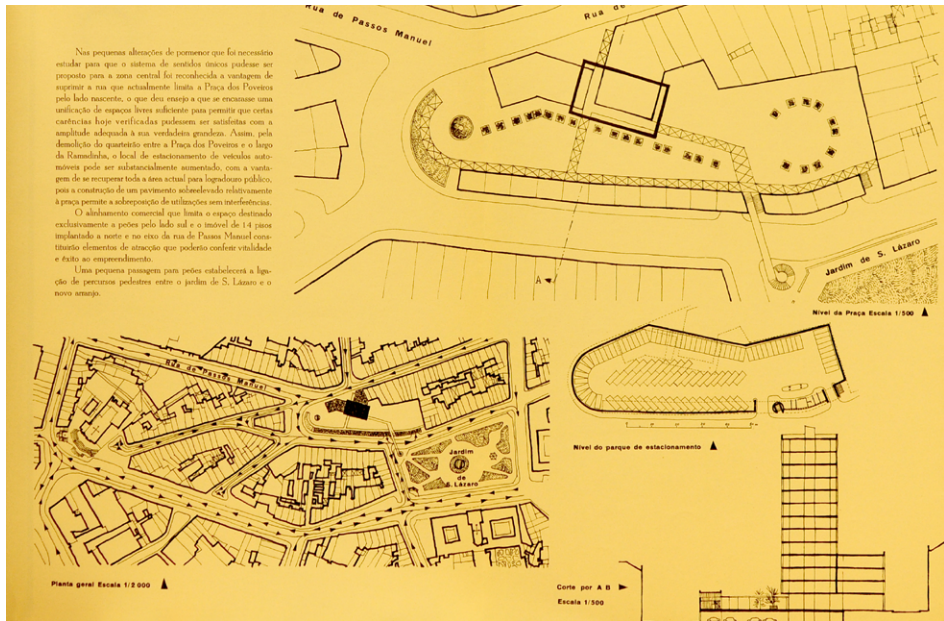 Nas pequenas alterações de pormenor que foi necessário
estudar para que o sistema de sentidos únicos pudesse ser
proposto para a zona central foi reconhecida a vantagem de
suprimir a rua que actualmente limita a Praça dos Poveiros
pelo lado nascente, o que deu ensejo a que se encarasse uma
unificação de espaços livres suficiente para permitir que certas
carências hoje verificadas pudessem ser satisfeitas com a
amplitude adequada à sua verdadeira grandeza. Assim, pela
demolição do quarteirão entre a Praça dos Poveiros e o largo
da Ramadinha, o local de estacionamento de veículos auto-
móveis pode ser substancialmente aumentado, com a vanta-
gem de se recuperar toda a área actual para logradouro público,
pois a construção de um pavimento sobreelevado relativamente
à praça permite a sobreposição de utilizações sem interferências.
O alinhamento comercial que limita o espaço destinado
exclusivamente a peões pelo lado sul e o imóvel de 14 pisos
implantado a norte e no eixo da rua de Passos Manuel cons-
tituirão elementos de atracção que poderão conferir vitalidade
e êxito ao empreendimento.
Uma pequena passagem para peões estabelecerá a liga-
ção de percursos pedestres entre o jardim de S. Lázaro e o
novo arranjo.
Rua de Passos Manuel
Rua de
A
Jardim de S. Lázaro
Nível da Praça Escala 1/500
Rua de Passos Manuel
Jardim
de
S. Lázaro
Planta geral Escala 1/2 000
Nível do parque de estacionamento
Corte por A B
Escala 1/500